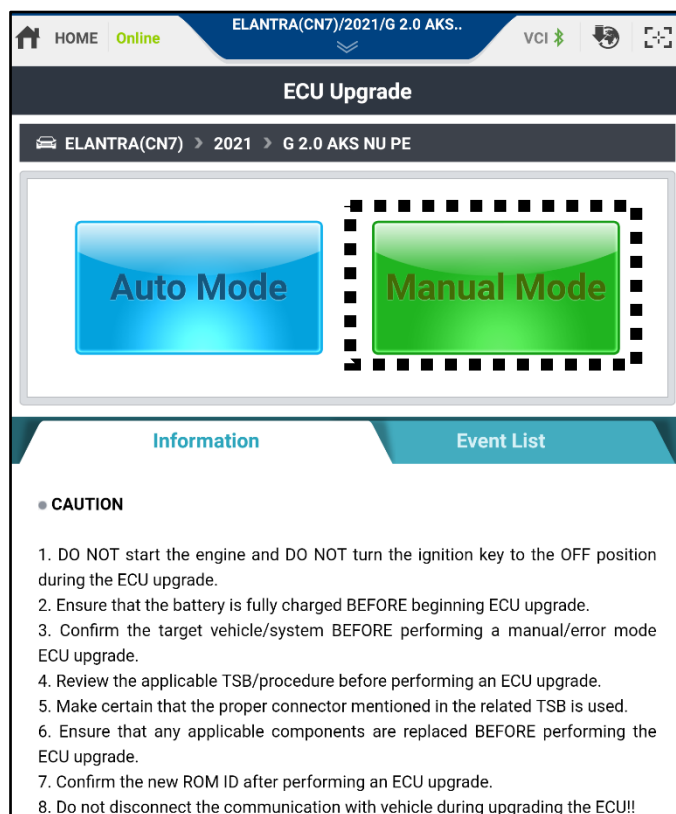 HOME Online ELANTRA(CN7)/2021/G 2.0 AKS.. VCI
ECU Upgrade
ELANTRA(CN7) > 2021 > G 2.0 AKS NU PE
Auto Mode Manual Mode
Information Event List
CAUTION
1. DO NOT start the engine and DO NOT turn the ignition key to the OFF position
during the ECU upgrade.
2. Ensure that the battery is fully charged BEFORE beginning ECU upgrade.
3. Confirm the target vehicle/system BEFORE performing a manual/error mode
ECU upgrade.
4. Review the applicable TSB/procedure before performing an ECU upgrade.
5. Make certain that the proper connector mentioned in the related TSB is used.
6. Ensure that any applicable components are replaced BEFORE performing the
ECU upgrade.
7. Confirm the new ROM ID after performing an ECU upgrade.
8. Do not disconnect the communication with vehicle during upgrading the ECU!!